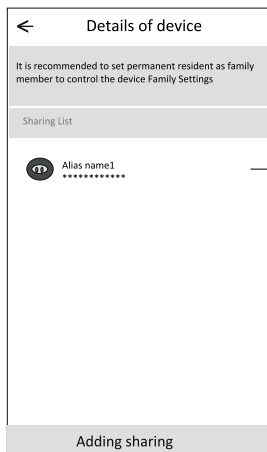 Details of device
It is recommended to set permanent resident as family
member to control the device Family Settings
Sharing List
Alias name1
************
Adding sharing